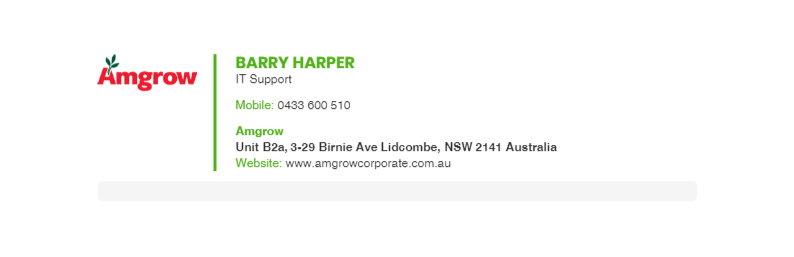 Amgrow
BARRY HARPER
IT Support
Mobile: 0433 600 510
Amgrow
Unit B2a, 3-29 Birnie Ave Lidcombe, NSW 2141 Australia
Website: www.amgrowcorporate.com.au